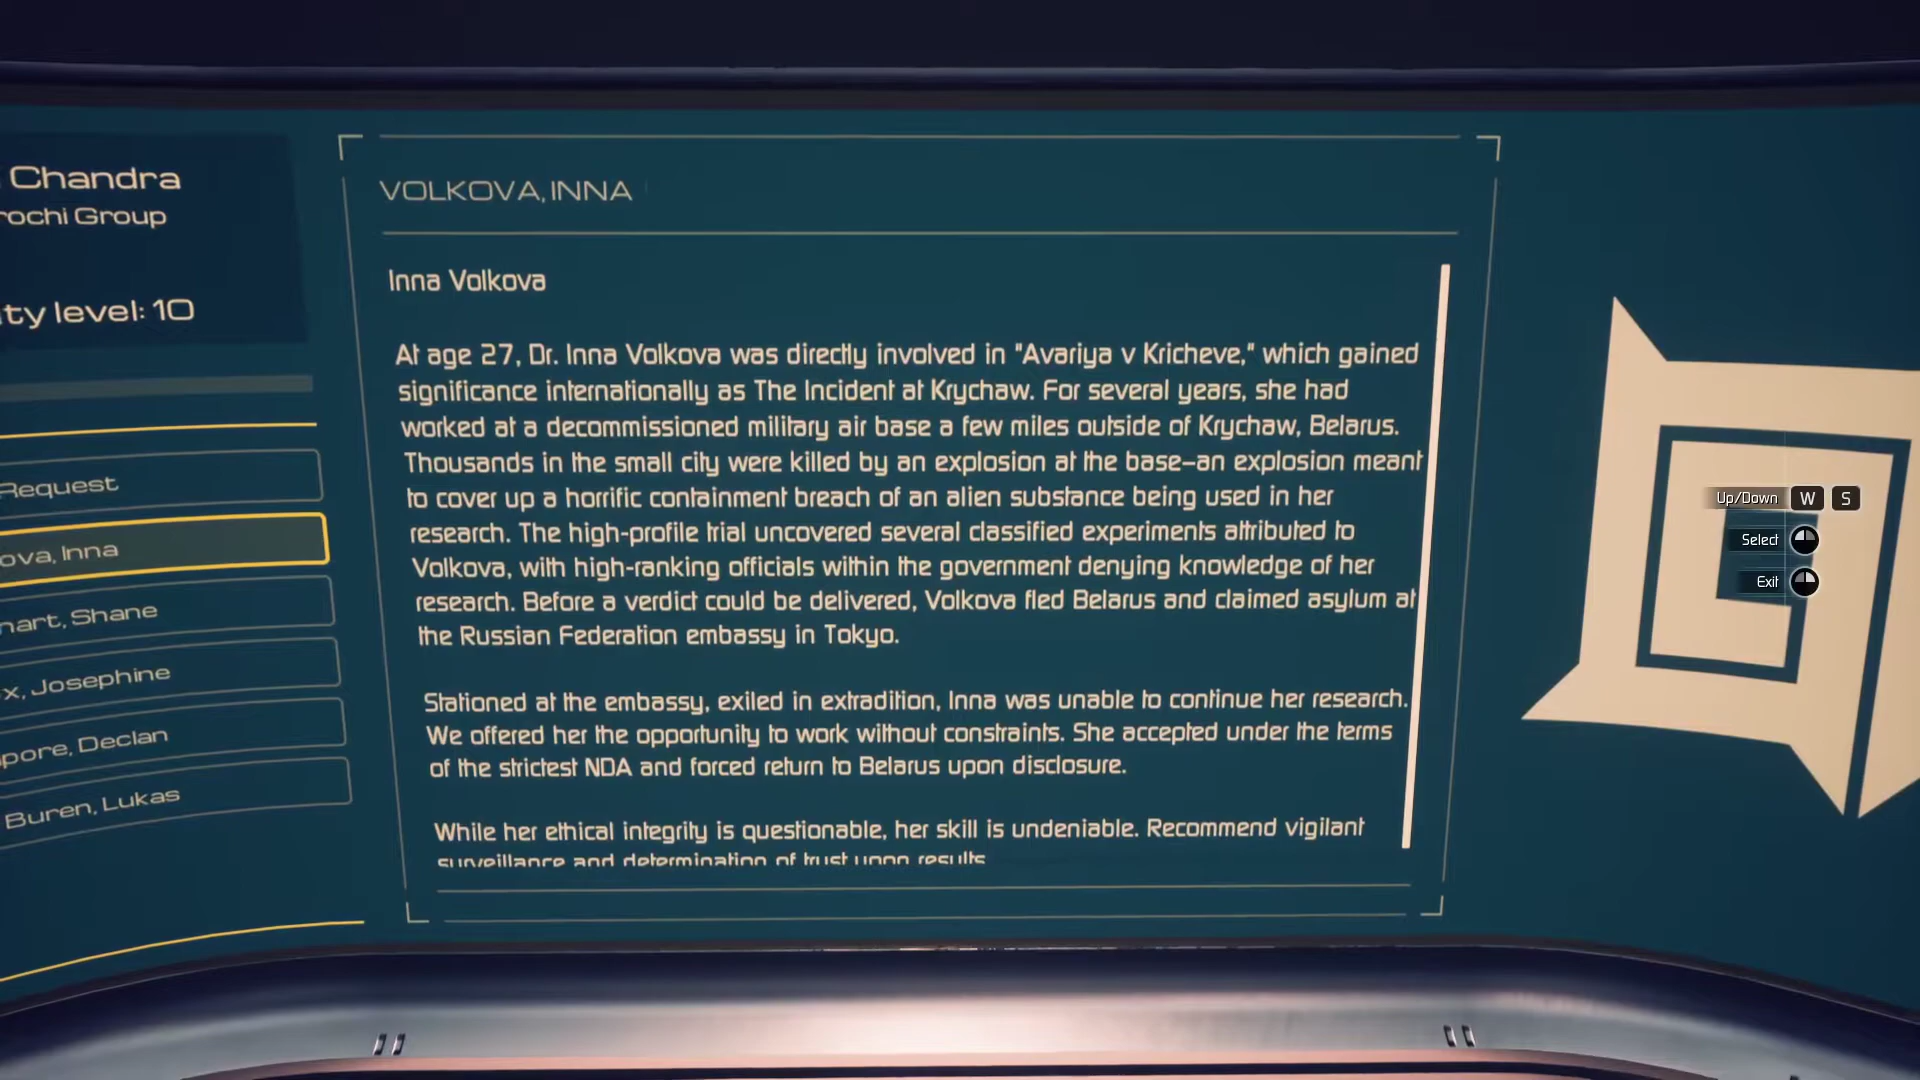 Chandra
rochi Group
ty level: 10
Request
ova, Inna
hart, Shane
x, Josephine
pore, Declan
Buren, Lukas
VOLKOVA, INNA
Inna Volkova
At age 27, Dr. Inna Volkova was directly involved in "Avariya v Kricheve," which gained
significance internationally as The Incident at Krychaw. For several years, she had
worked at a decommissioned military air base a few miles outside of Krychaw, Belarus.
Thousands in the small city were killed by an explosion at the base–an explosion meant
to cover up a horrific containment breach of an alien substance being used in her
research. The high-profile trial uncovered several classified experiments attributed to
Volkova, with high-ranking officials within the government denying knowledge of her
research. Before a verdict could be delivered, Volkova fled Belarus and claimed asylum at
the Russian Federation embassy in Tokyo.
Stationed at the embassy, exiled in extradition, Inna was unable to continue her research.
We offered her the opportunity to work without constraints. She accepted under the terms
of the strictest NDA and forced return to Belarus upon disclosure.
While her ethical integrity is questionable, her skill is undeniable. Recommend vigilant
surveillance and determination of trust upon results
Up/Down W S
Select
Exit